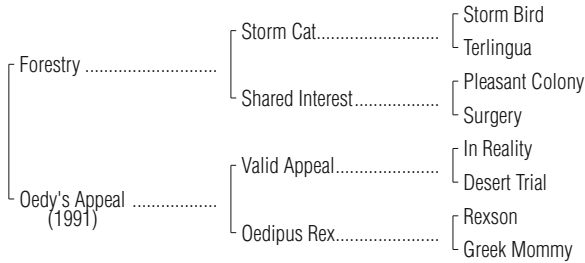 Storm Bird
Storm Cat..............................
Terlingua
Forestry ................................
Pleasant Colony
Shared Interest.....................
Surgery
In Reality
Valid Appeal..........................
Desert Trial
Oedy's Appeal ....................
(1991)
Rexson
Oedipus Rex..........................
Greek Mommy